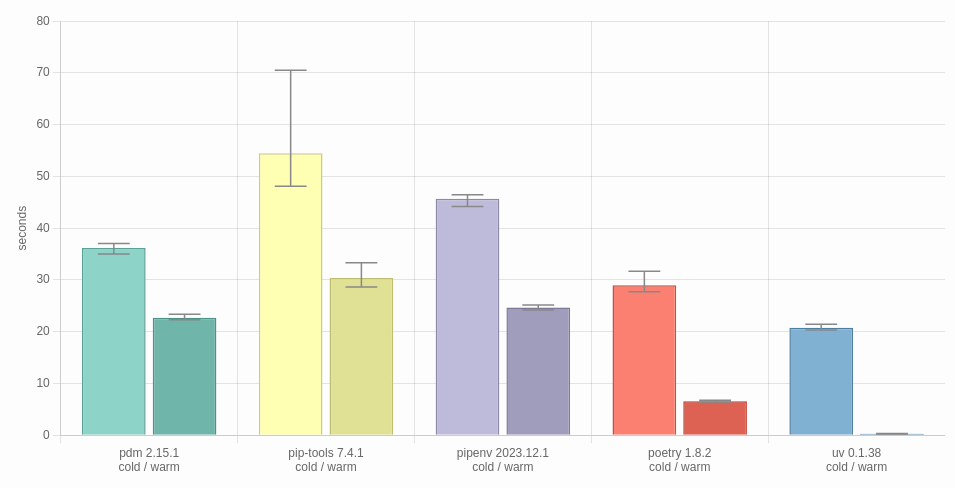 80
70
60
50
40
30
20
10
0
seconds
pdm 2.15.1
cold / warm
pip-tools 7.4.1
cold / warm
pipenv 2023.12.1
cold / warm
poetry 1.8.2
cold / warm
uv 0.1.38
cold / warm